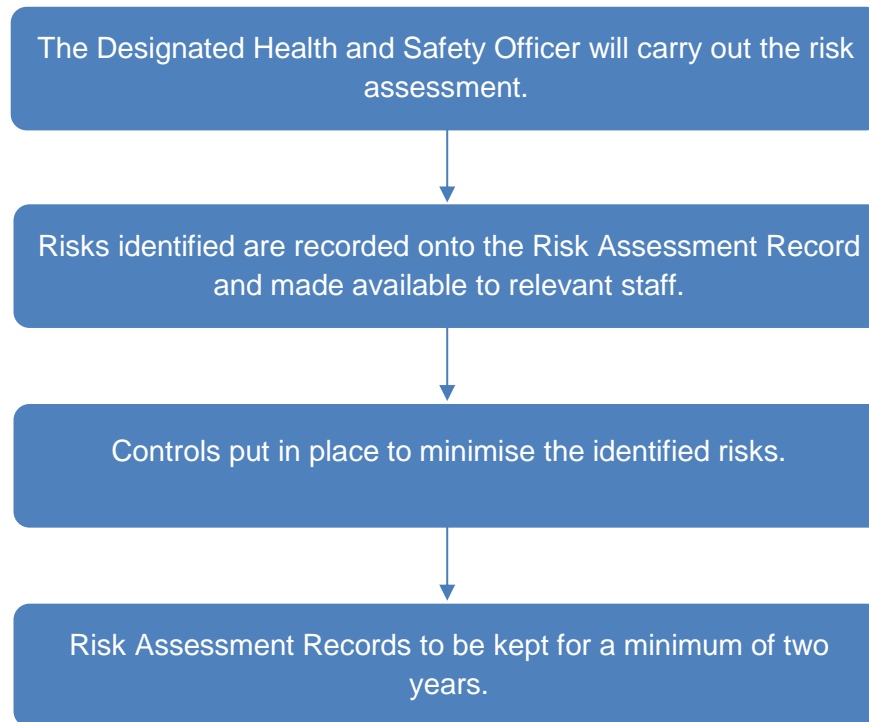 The Designated Health and Safety Officer will carry out the risk
assessment.
Risks identified are recorded onto the Risk Assessment Record
and made available to relevant staff.
Controls put in place to minimise the identified risks.
Risk Assessment Records to be kept for a minimum of two
years.